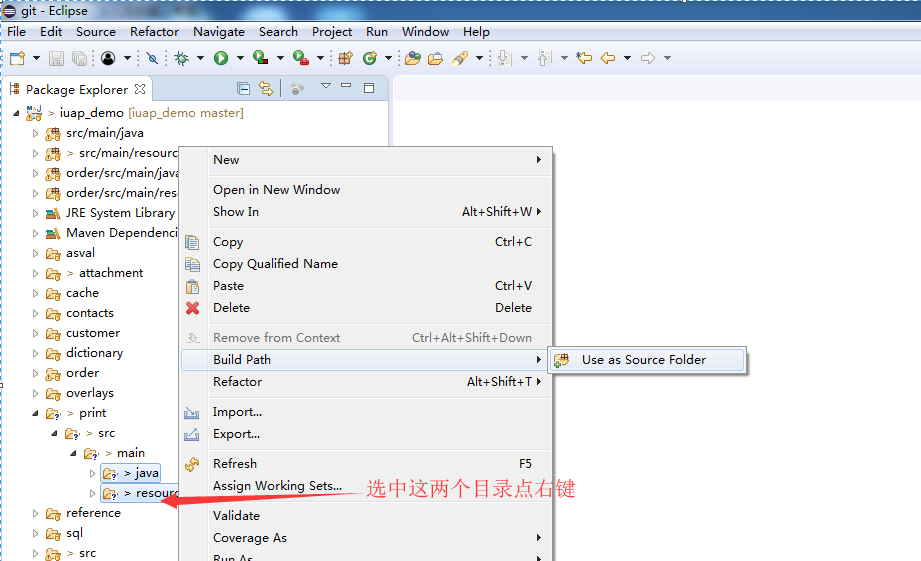 git - Eclipse
File Edit Source Refactor Navigate Search Project Run Window Help
Package Explorer
> iuap_demo [iuap_demo master]
src/main/java
> src/main/resourc
order/src/main/java
order/src/main/res
JRE System Library
Maven Dependenci
asval
> attachment
cache
contacts
customer
dictionary
order
overlays
> print
> src
> main
> java
> resourc
reference
sql
> src
New
Open in New Window
Show In Alt+Shift+W
Copy Ctrl+C
Copy Qualified Name
Paste Ctrl+V
Delete Delete
Remove from Context Ctrl+Alt+Shift+Down
Build Path
Refactor Alt+Shift+T
Import...
Export...
Refresh F5
Assign Working Sets...
Validate
Coverage As
Run As
Use as Source Folder
选中这两个目录点右键